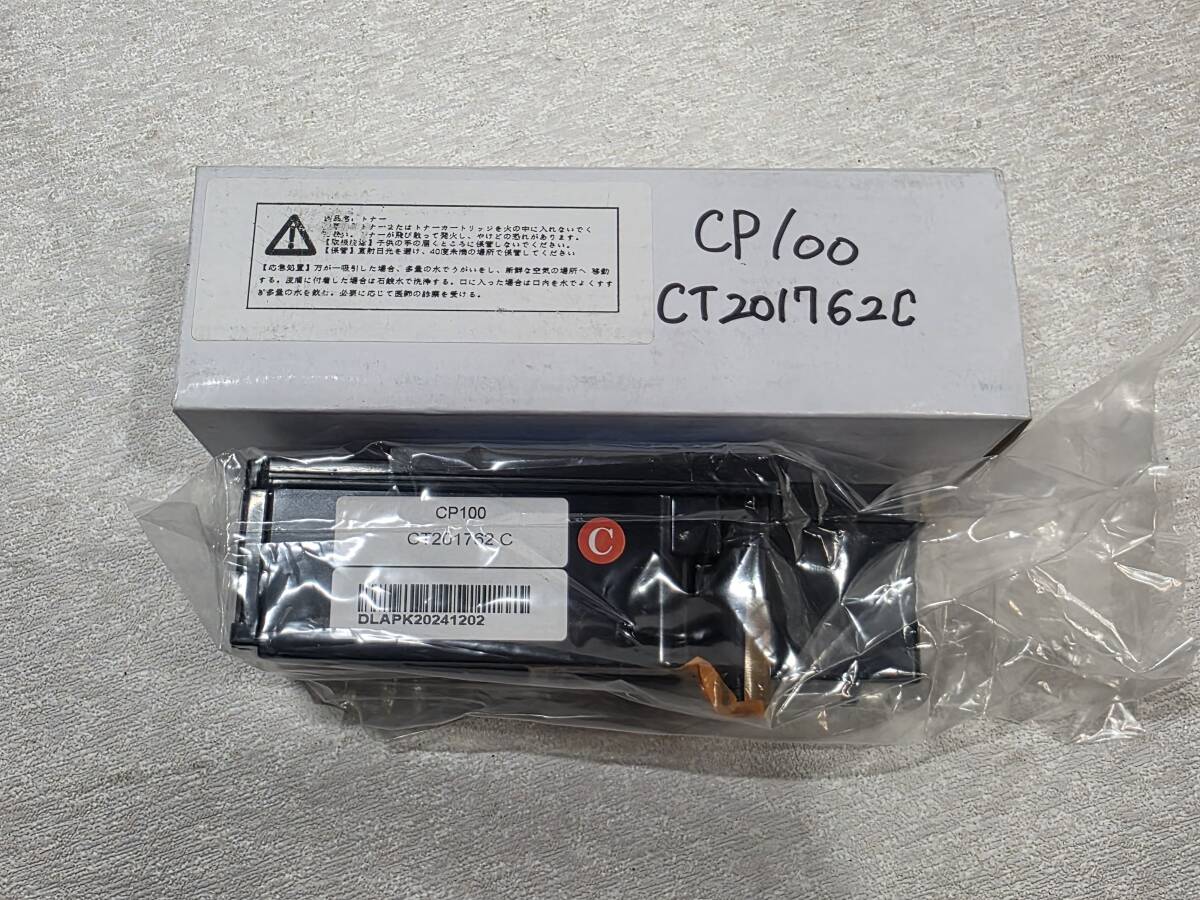 CP100
CT201762C
トナー
トナーまたはトナーカートリッジを火の中に入れないでく
ナーが飛び散って発火し、やけどの恐れがあります。
子供の手の届くところに保管しないでください。
【保管】直射日光を避け、40度未満の場所で保管してください
【応急処置】万が一吸引した場合、多量の水でうがいをし、新鮮な空気の場所へ 移動
する。皮膚に付着した場合は石鹸水で洗浄する。口に入った場合は口内を水でよくすす
多量の水を飲む。必要に応じて医師の診察を受ける。
CP100
CT201762 C
C
DLAPK20241202